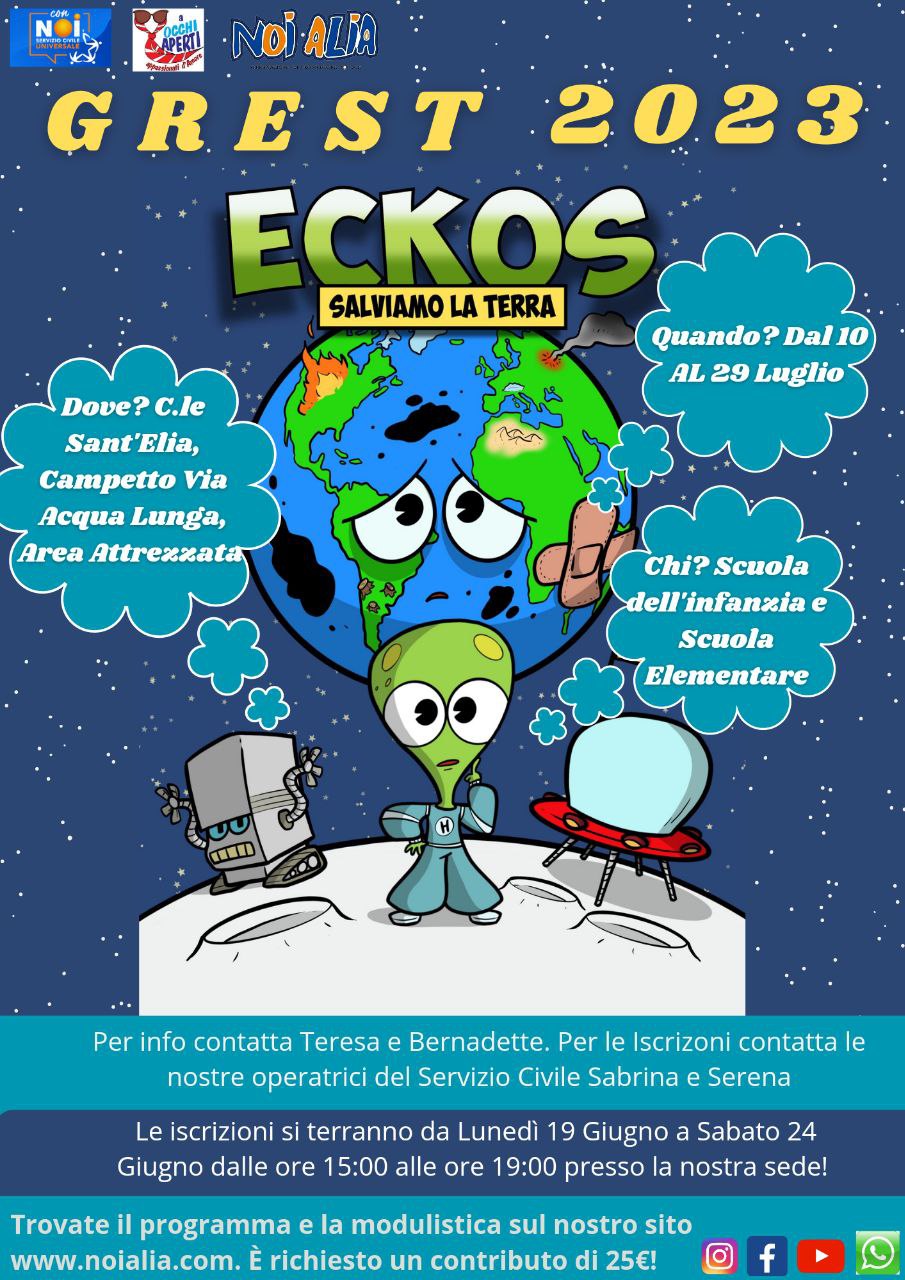 con
NOI
SERVIZIO CIVILE
UNIVERSALE
a
OCCHI
APERTI
appassionati d'Amore
NOi ALIA
GREST 2023
ECKOS
SALVIAMO LA TERRA
Quando? Dal 10
AL 29 Luglio
Dove? C.le
Sant'Elia,
Campetto Via
Acqua Lunga,
Area Attrezzata
Chi? Scuola
dell'infanzia e
Scuola
Elementare
H
Per info contatta Teresa e Bernadette. Per le Iscrizoni contatta le
nostre operatrici del Servizio Civile Sabrina e Serena
Le iscrizioni si terranno da Lunedì 19 Giugno a Sabato 24
Giugno dalle ore 15:00 alle ore 19:00 presso la nostra sede!
Trovate il programma e la modulistica sul nostro sito
www.noialia.com. È richiesto un contributo di 25€!